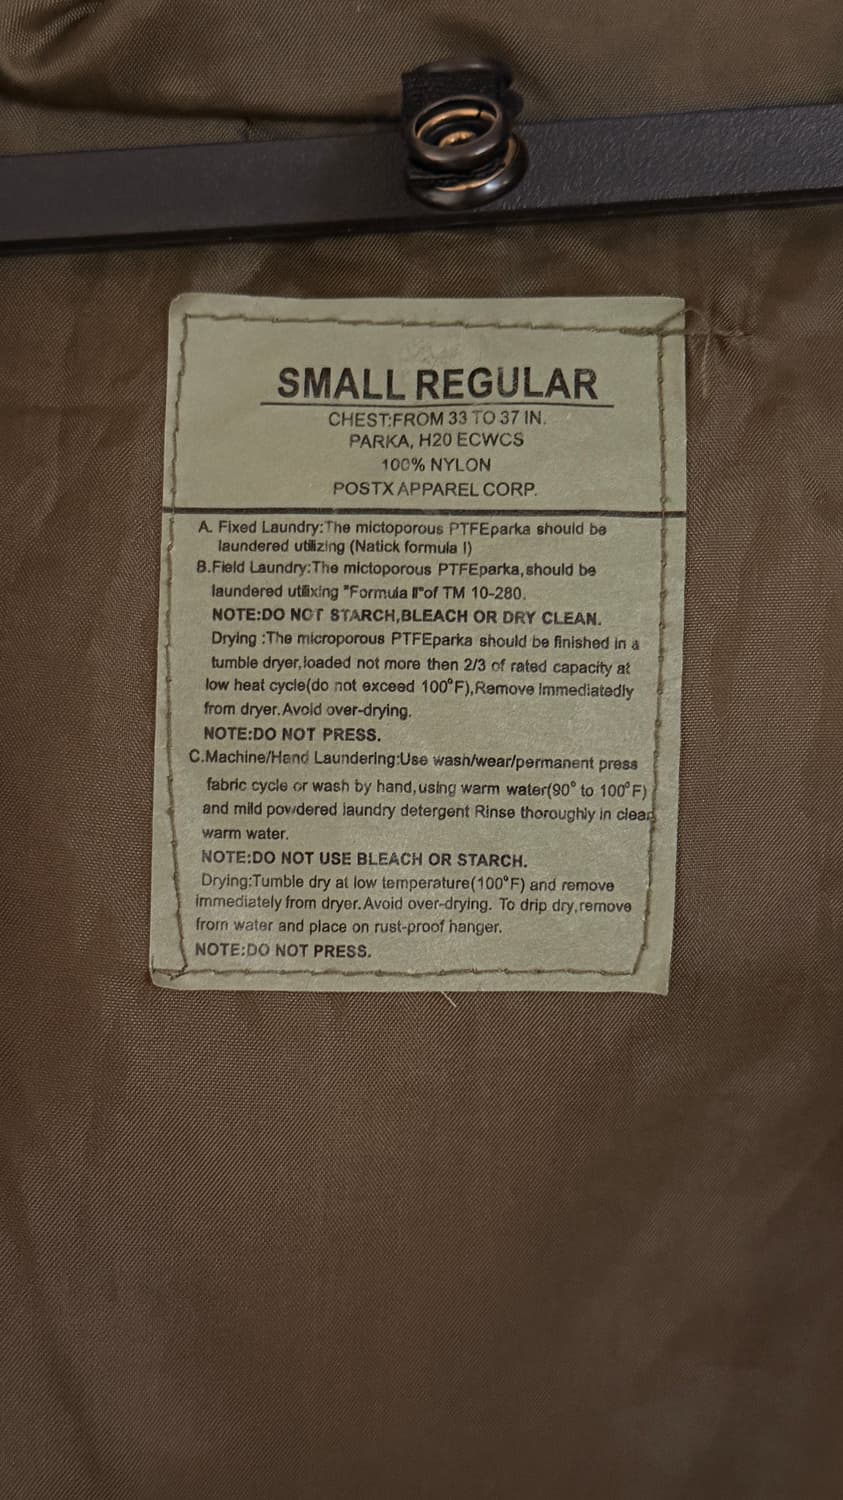 SMALL REGULAR
CHEST:FROM 33 TO 37 IN.
PARKA, H20 ECWCS
100% NYLON
POSTX APPAREL CORP.
A. Fixed Laundry:The mictoporous PTFEparka should be
laundered utilizing (Natick formula I)
B.Field Laundry:The mictoporous PTFEparka,should be
laundered utilixing "Formula II"of TM 10-280.
NOTE:DO NOT STARCH,BLEACH OR DRY CLEAN.
Drying :The microporous PTFEparka should be finished in a
tumble dryer,loaded not more then 2/3 of rated capacity at
low heat cycle(do not exceed 100°F),Remove Immediatedly
from dryer.Avoid over-drying.
NOTE:DO NOT PRESS.
C.Machine/Hand Laundering:Use wash/wear/permanent press
fabric cycle or wash by hand,using warm water(90° to 100°F)
and mild powdered laundry detergent Rinse thoroughly in clear
warm water.
NOTE:DO NOT USE BLEACH OR STARCH.
Drying:Tumble dry at low temperature(100°F) and remove
immediately from dryer.Avoid over-drying. To drip dry,remove
from water and place on rust-proof hanger.
NOTE:DO NOT PRESS.